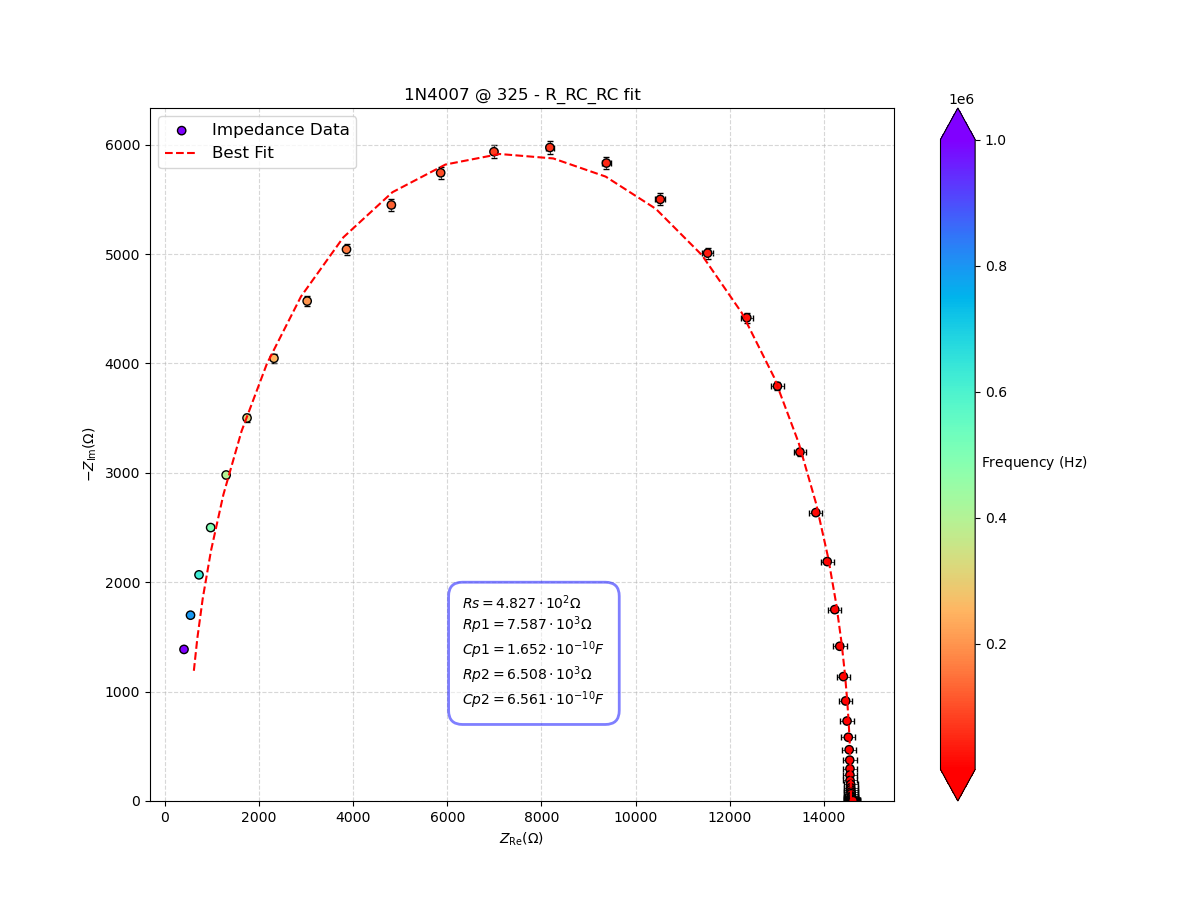 1N4007 @ 325 - R_RC_RC fit
Impedance Data
Best Fit
6000
5000
4000
3000
2000
1000
0
−Z_Im(Ω)
0 2000 4000 6000 8000 10000 12000 14000
Z_Re(Ω)
Rs = 4.827 · 10²Ω
Rp1 = 7.587 · 10³Ω
Cp1 = 1.652 · 10⁻¹⁰F
Rp2 = 6.508 · 10³Ω
Cp2 = 6.561 · 10⁻¹⁰F
1e6
1.0
0.8
0.6
0.4
0.2
Frequency (Hz)